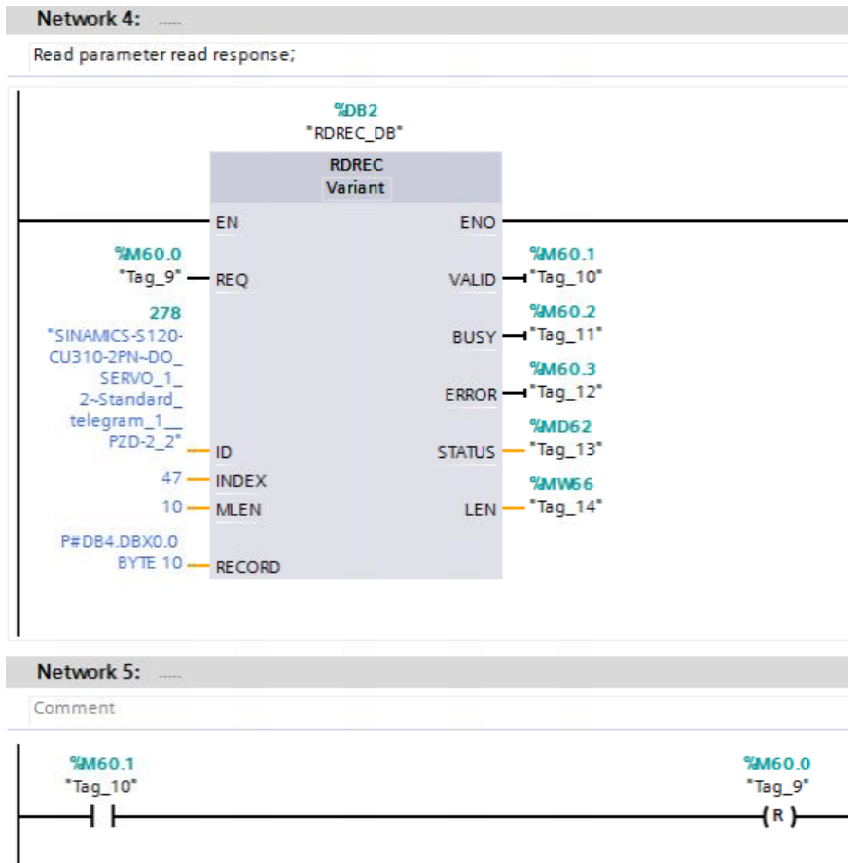 Network 4: .....
Read parameter read response;
%DB2
"RDREC_DB"
RDREC
Variant
EN ENO
%M60.0
"Tag_9" REQ
%M60.1
VALID "Tag_10"
278
"SINAMICS-S120-
CU310-2PN~DO_
SERVO_1_
2~Standard_
telegram_1__
PZD-2_2" ID
%M60.2
BUSY "Tag_11"
%M60.3
ERROR "Tag_12"
%MD62
STATUS "Tag_13"
47 INDEX
%MW66
10 MLEN LEN "Tag_14"
P#DB4.DBX0.0
BYTE 10 RECORD
Network 5: .....
Comment
%M60.1 %M60.0
"Tag_10" "Tag_9"
R